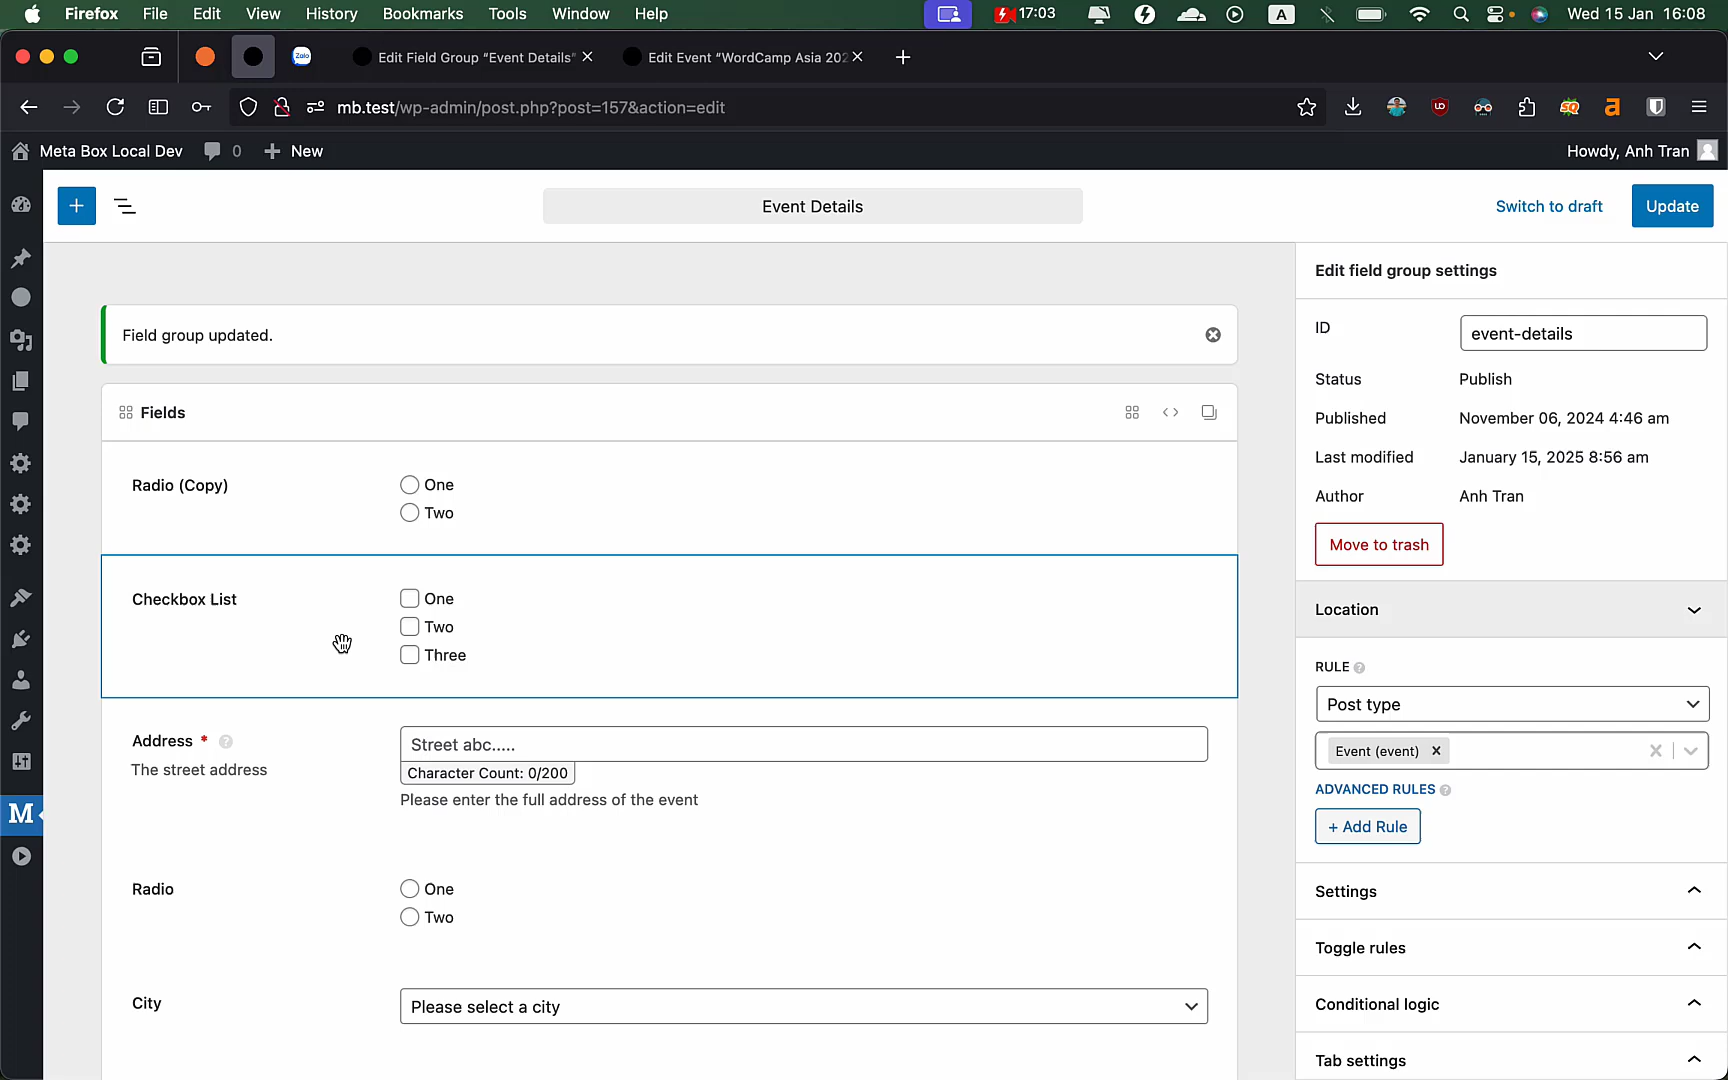 Firefox File Edit View History Bookmarks Tools Window Help 17:03 A Wed 15 Jan 16:08
Zalo Edit Field Group “Event Details” Edit Event “WordCamp Asia 202
mb.test/wp-admin/post.php?post=157&action=edit
Meta Box Local Dev 0 New Howdy, Anh Tran
Event Details Switch to draft Update
Edit field group settings
Field group updated.
ID event-details
Status Publish
Published November 06, 2024 4:46 am
Last modified January 15, 2025 8:56 am
Author Anh Tran
Move to trash
Fields
Radio (Copy) One
Two
Checkbox List One
Two
Three
Location
RULE
Post type
Event (event)
ADVANCED RULES
+ Add Rule
Address *
Street abc.....
The street address
Character Count: 0/200
Please enter the full address of the event
M
Radio One
Two
Settings
Toggle rules
City Please select a city
Conditional logic
Tab settings